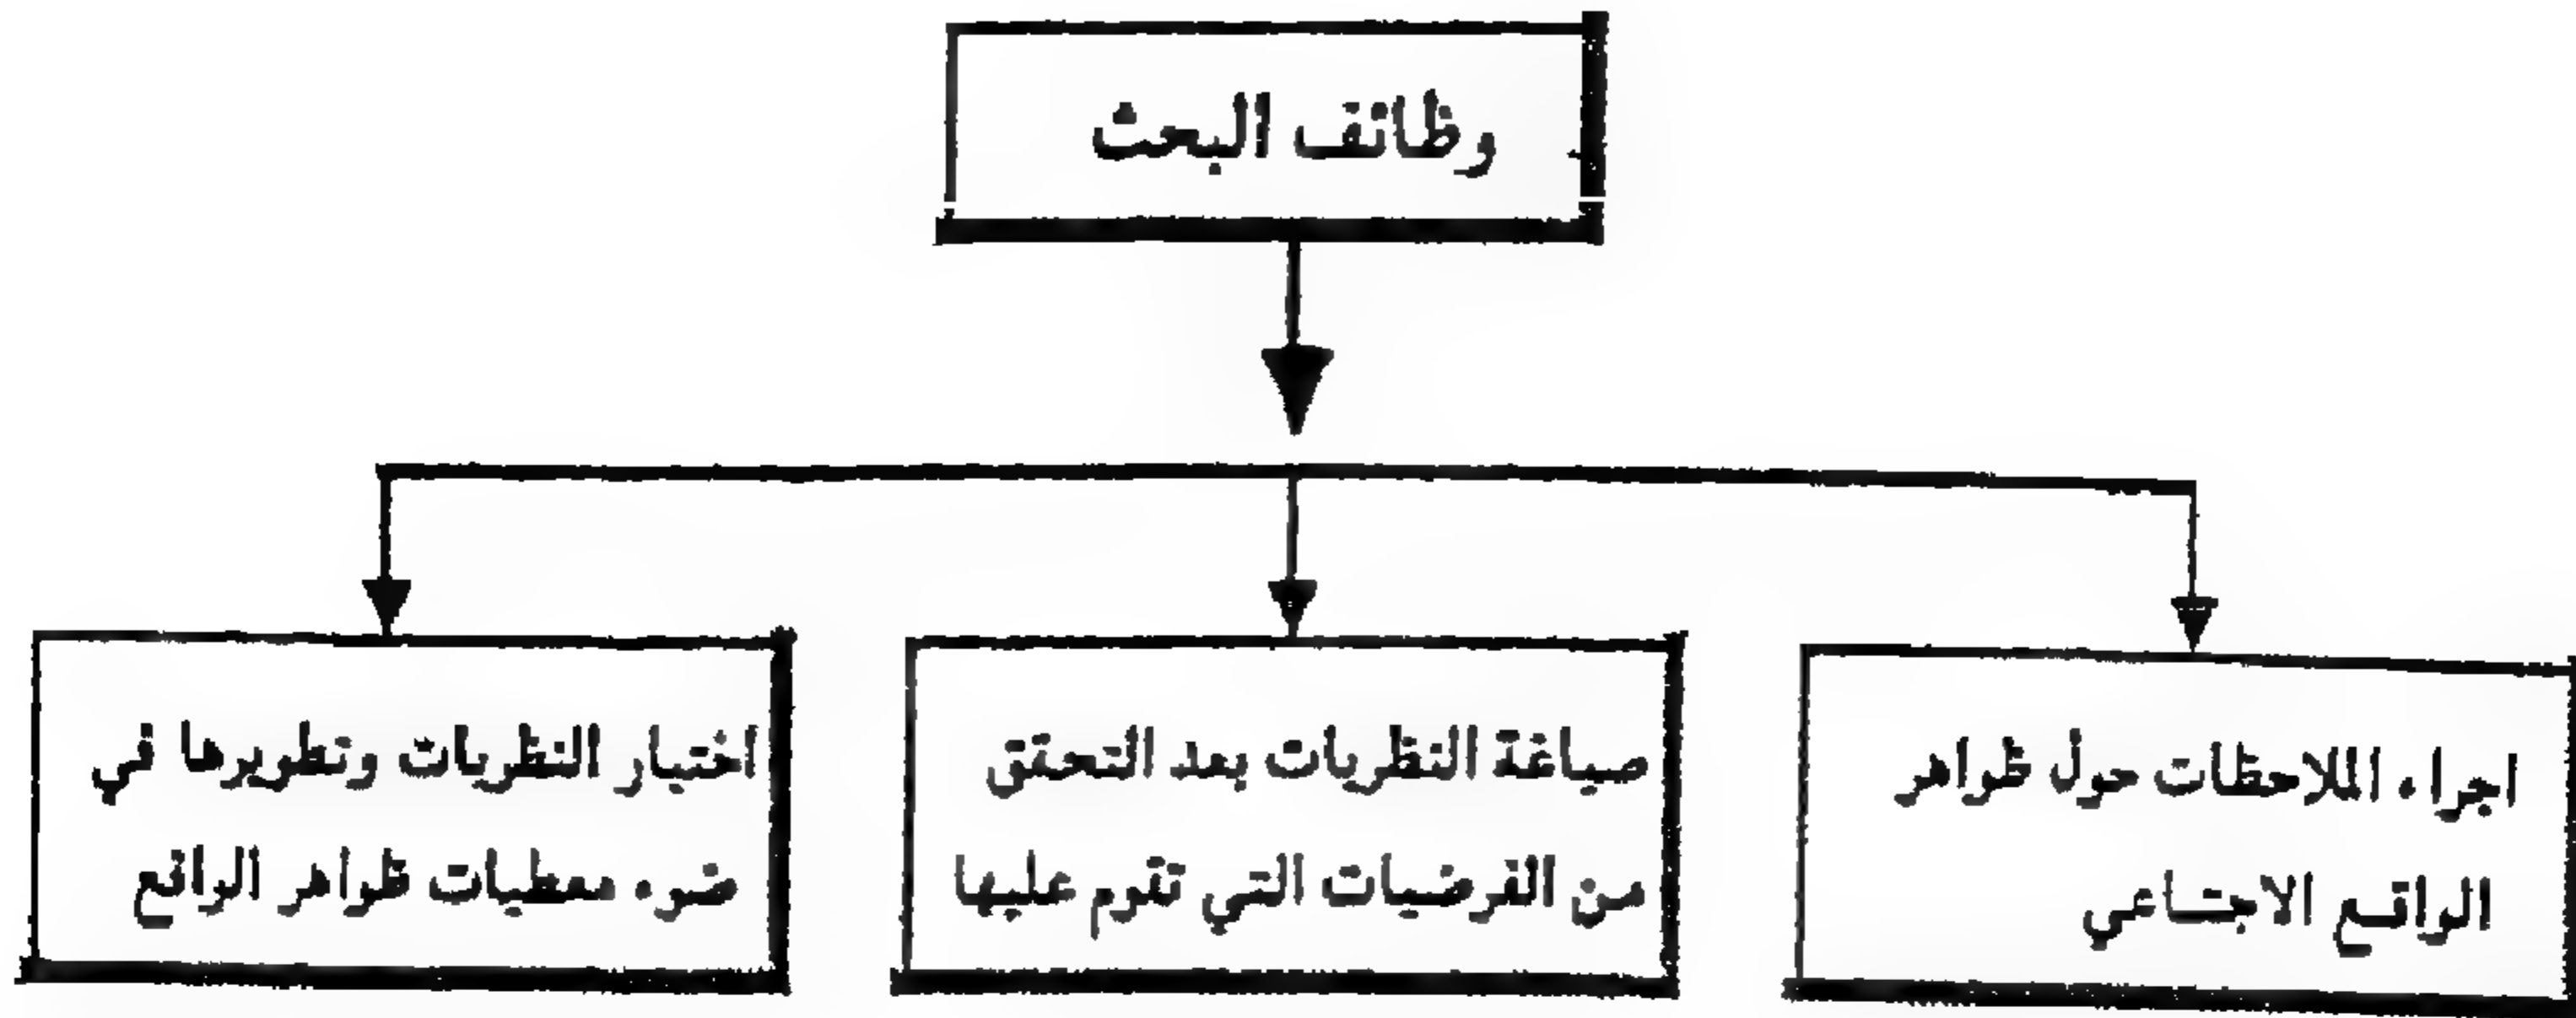 وظائف البحث
اجراء الملاحظات حول ظواهر
الواقع الاجتماعي
صياغة النظريات بعد التحقق
من الفرضيات التي تقوم عليها
اختيار النظريات وتطويرها في
ضوء معطيات ظواهر الواقع